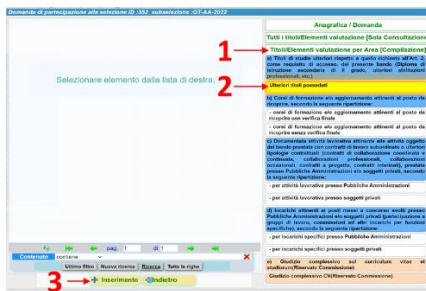 Domanda di partecipazione alla selezione ID :352 subselezione :OT-AA-2022
Anagrafica / Domanda
Tutti i titoli/Elementi valutazione [Sola Consultazione]
1
Titoli/Elementi valutazione per Area [Compilazione]
a) Titoli di studio ulteriori rispetto a quello richiesti all'Art. 2, come requisito di accesso, del presente bando (Diploma di istruzione secondaria di II grado, ulteriori abilitazioni professionali, etc.)
2
Ulteriori titoli posseduti
Selezionare elemento dalla lista di destra.
b) Corsi di formazione e/o aggiornamento attinenti al posto da ricoprire, secondo la seguente ripartizione:
- corsi di formazione e/o aggiornamento attinenti al posto da ricoprire con verifica finale
- corsi di formazione e/o aggiornamento attinenti al posto da ricoprire senza verifica finale
c) Documentata attività lavorativa attinente alle attività oggetto del bando prestata con contratti di lavoro subordinato o ulteriori tipologie contrattuali (contratti di collaborazione coordinata e continuata, collaborazioni professionali, collaborazioni occasionali, contratti a progetto, contratti interinali), prestata presso Pubbliche Amministrazioni e/o soggetti privati, secondo la seguente ripartizione:
- per attività lavorativa presso Pubbliche Amministrazioni
- per attività lavorativa presso soggetti privati
d) Incarichi attinenti ai posti messi a concorso svolti presso Pubbliche Amministrazioni e/o soggetti privati (partecipazione a gruppi di lavoro, commissioni ed altri incarichi per funzioni specifiche), secondo la seguente ripartizione:
- per incarichi specifici presso Pubbliche Amministrazioni
- per incarichi specifici presso soggetti privati
e) Giudizio complessivo sul curriculum vitae et studiorum(Riservato Commissione)
Giudizio complessivo CV(Riservato Commissione)
pag. 1 di 1
Contenuto contiene
Ultimo filtro Nuova ricerca Ricerca Tutte le righe
3
Inserimento Indietro